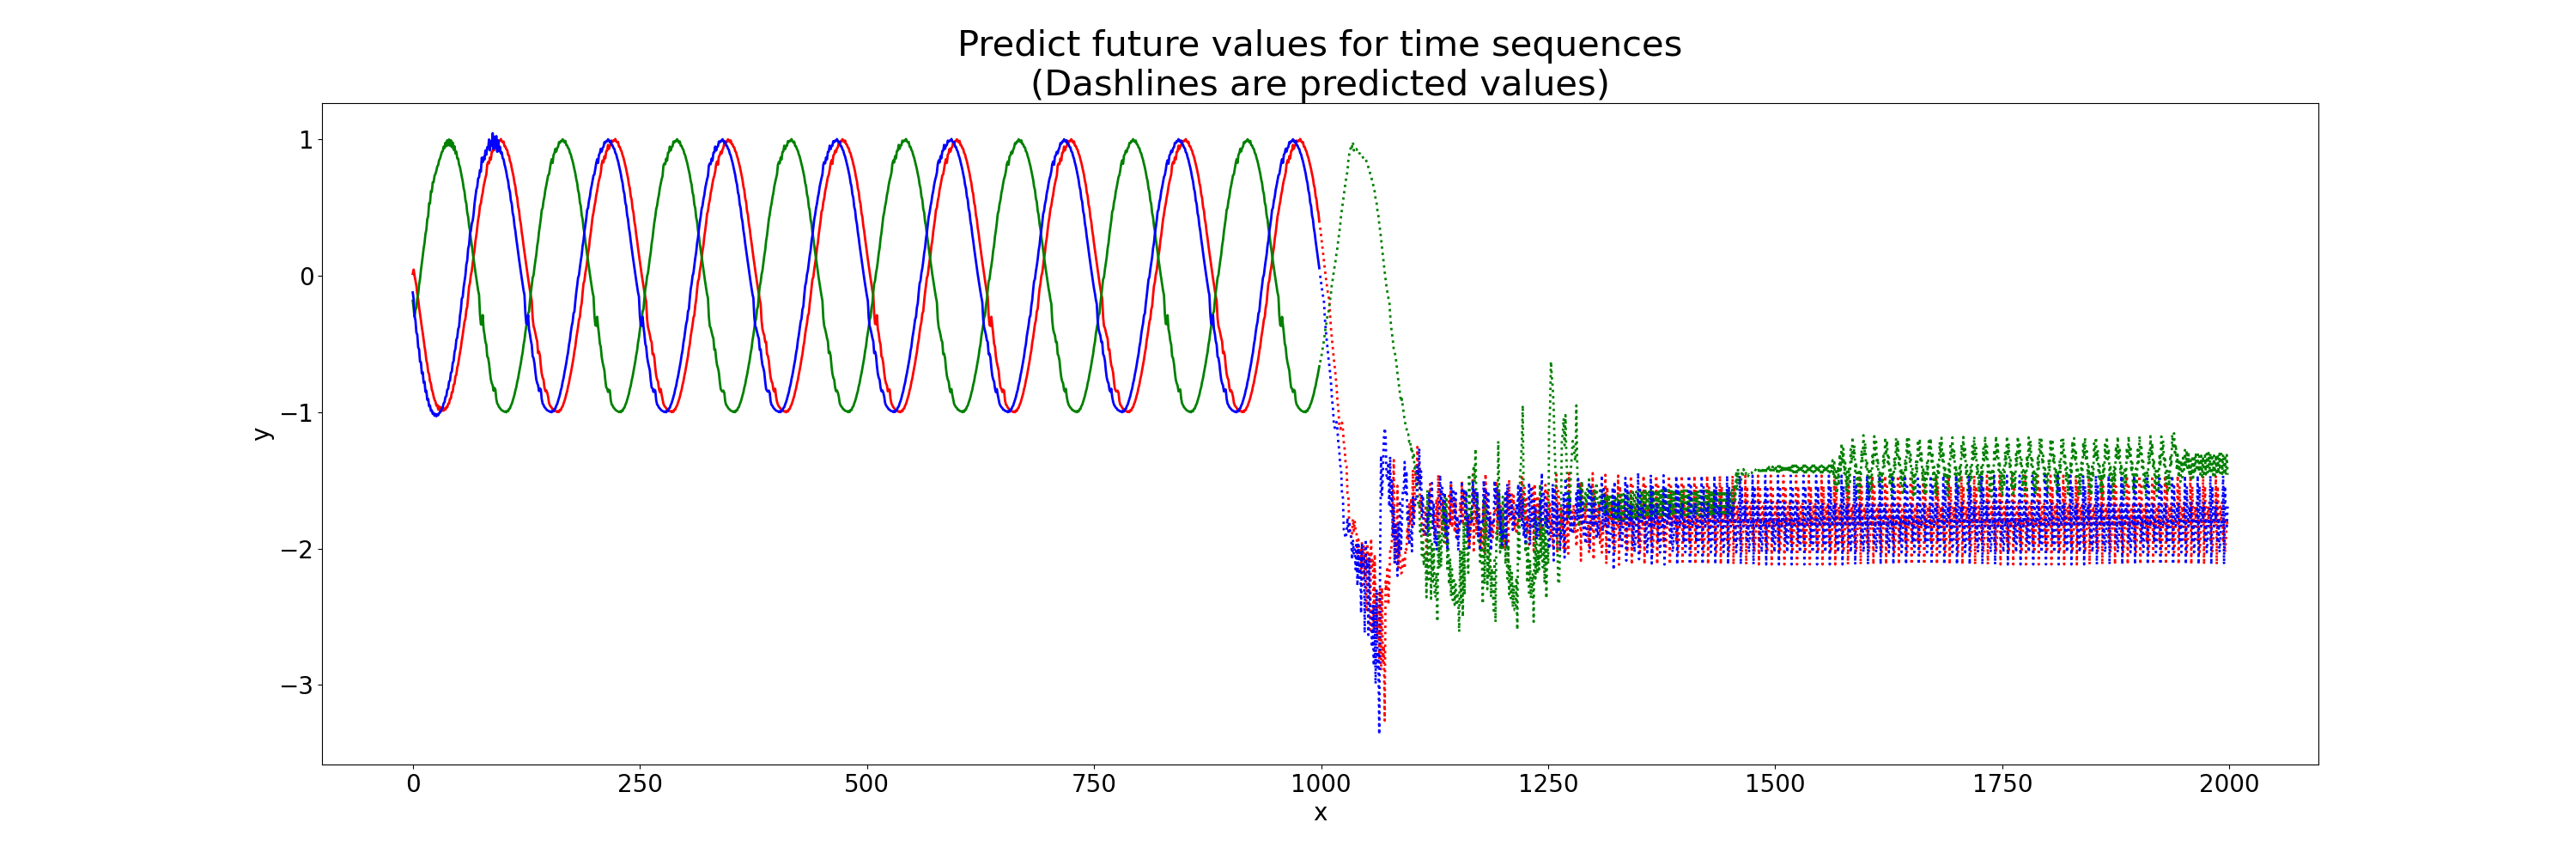 Predict future values for time sequences
(Dashlines are predicted values)
1
0
−1
−2
−3
y
0 250 500 750 1000 1250 1500 1750 2000
x